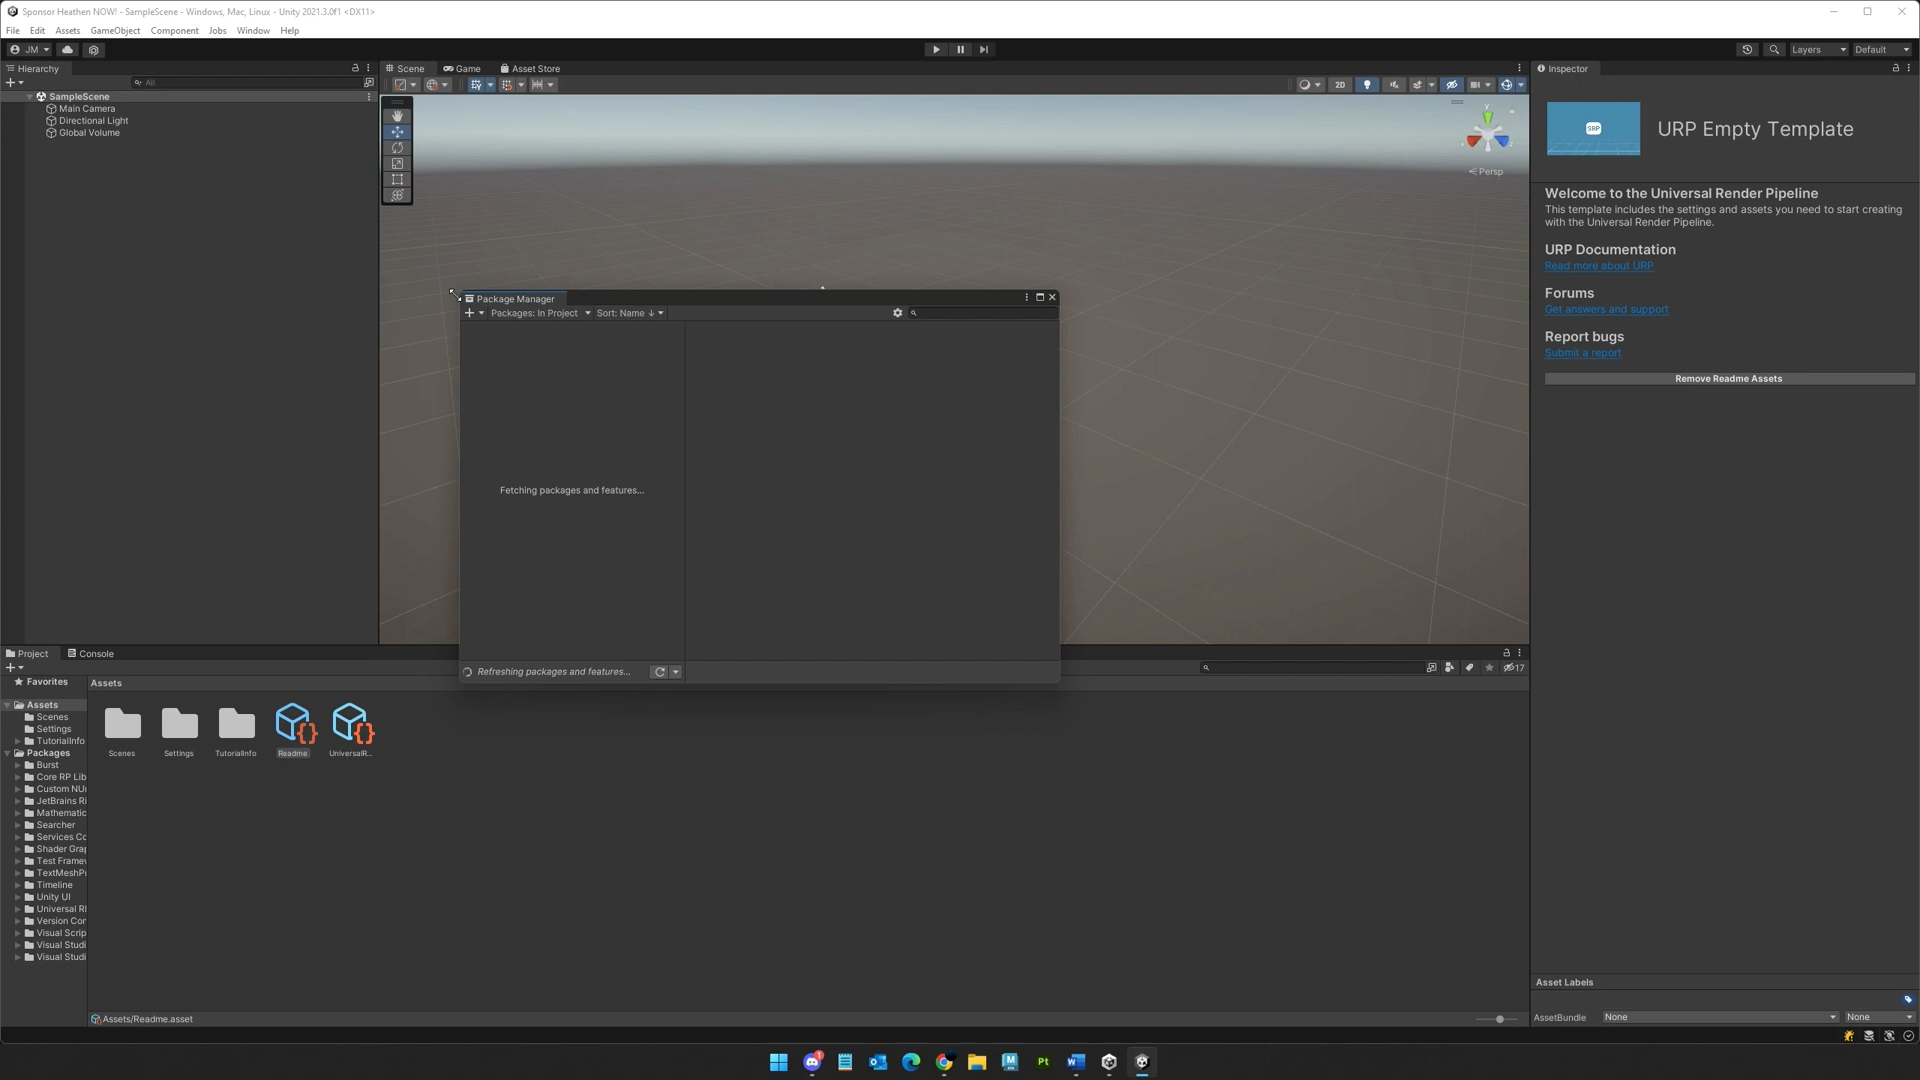 Sponsor Heathen NOW! - SampleScene - Windows, Mac, Linux - Unity 2021.3.0f1 <DX11>
File Edit Assets GameObject Component Jobs Window Help
JM
Layers
Default
Hierarchy
All
SampleScene
Main Camera
Directional Light
Global Volume
Scene
Game
Asset Store
2D
y
< Persp
Package Manager
Packages: In Project
Sort: Name ↓
Fetching packages and features...
Refreshing packages and features...
Inspector
SRP
URP Empty Template
Welcome to the Universal Render Pipeline
This template includes the settings and assets you need to start creating
with the Universal Render Pipeline.
URP Documentation
Read more about URP
Forums
Get answers and support
Report bugs
Submit a report
Remove Readme Assets
Project
Console
17
Favorites
Assets
Scenes
Settings
TutorialInfo
Packages
Burst
Core RP Lib
Custom NUn
JetBrains Ri
Mathematic
Searcher
Services Co
Shader Grap
Test Framew
TextMeshPr
Timeline
Unity UI
Universal RI
Version Con
Visual Scrip
Visual Studi
Visual Studi
Assets
Scenes
Settings
TutorialInfo
Readme
UniversalR...
Assets/Readme.asset
Asset Labels
AssetBundle
None
None
1
M
Pt
W